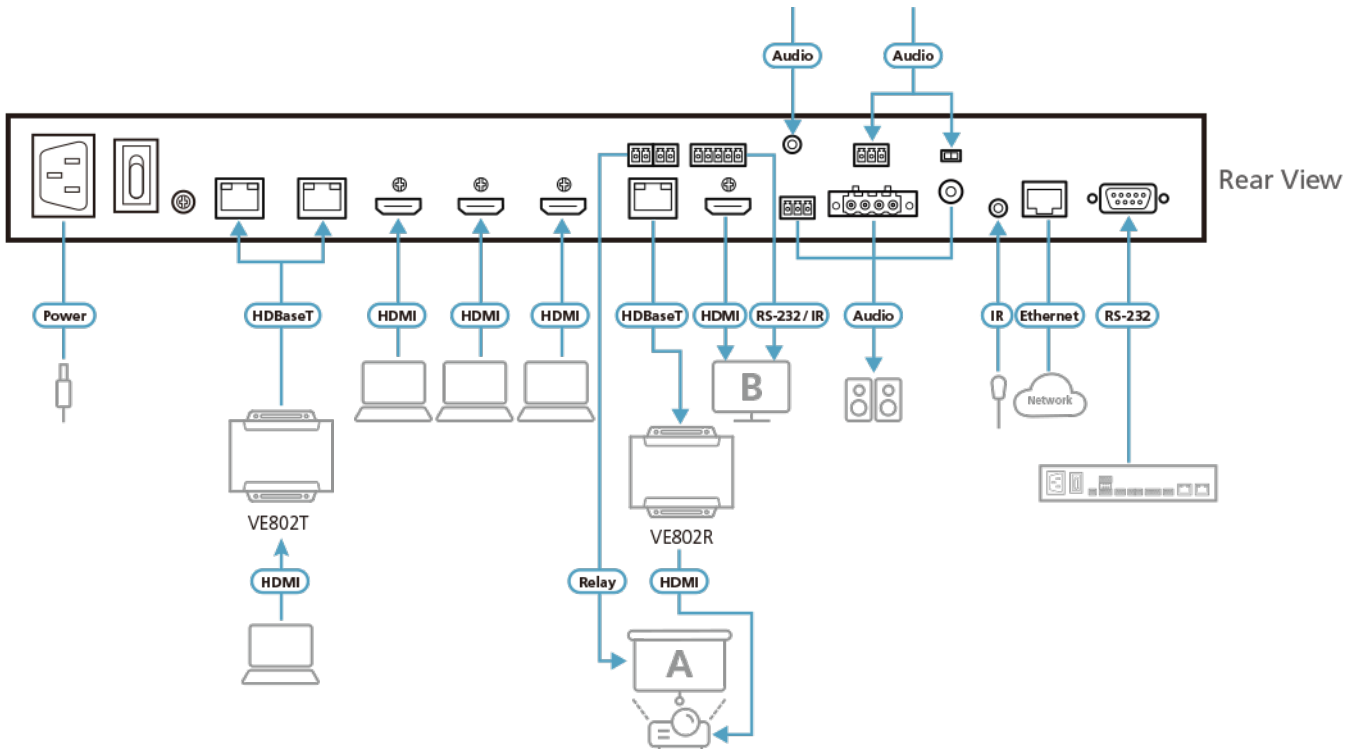 Audio
Audio
Rear View
Power
HDBaseT
HDMI
HDMI
HDMI
HDBaseT
HDMI
RS-232 / IR
Audio
IR
Ethernet
RS-232
B
Network
VE802T
VE802R
HDMI
Relay
HDMI
A